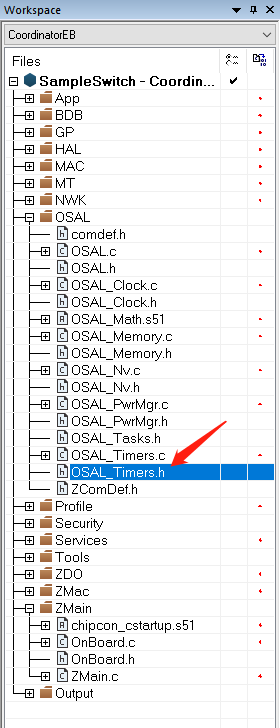 Workspace
CoordinatorEB
Files
SampleSwitch - Coordin...
App
BDB
GP
HAL
MAC
MT
NWK
OSAL
comdef.h
OSAL.c
OSAL.h
OSAL_Clock.c
OSAL_Clock.h
OSAL_Math.s51
OSAL_Memory.c
OSAL_Memory.h
OSAL_Nv.c
OSAL_Nv.h
OSAL_PwrMgr.c
OSAL_PwrMgr.h
OSAL_Tasks.h
OSAL_Timers.c
OSAL_Timers.h
ZComDef.h
Profile
Security
Services
Tools
ZDO
ZMac
ZMain
chipcon_cstartup.s51
OnBoard.c
OnBoard.h
ZMain.c
Output